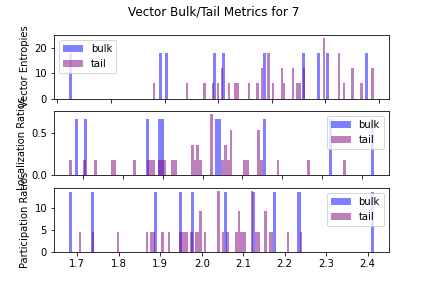 Vector Bulk/Tail Metrics for 7
Vector Entropies
20
10
0
bulk
tail
Localization Ratios
0.5
0.0
bulk
tail
Participation Ratios
10
5
0
bulk
tail
1.7 1.8 1.9 2.0 2.1 2.2 2.3 2.4